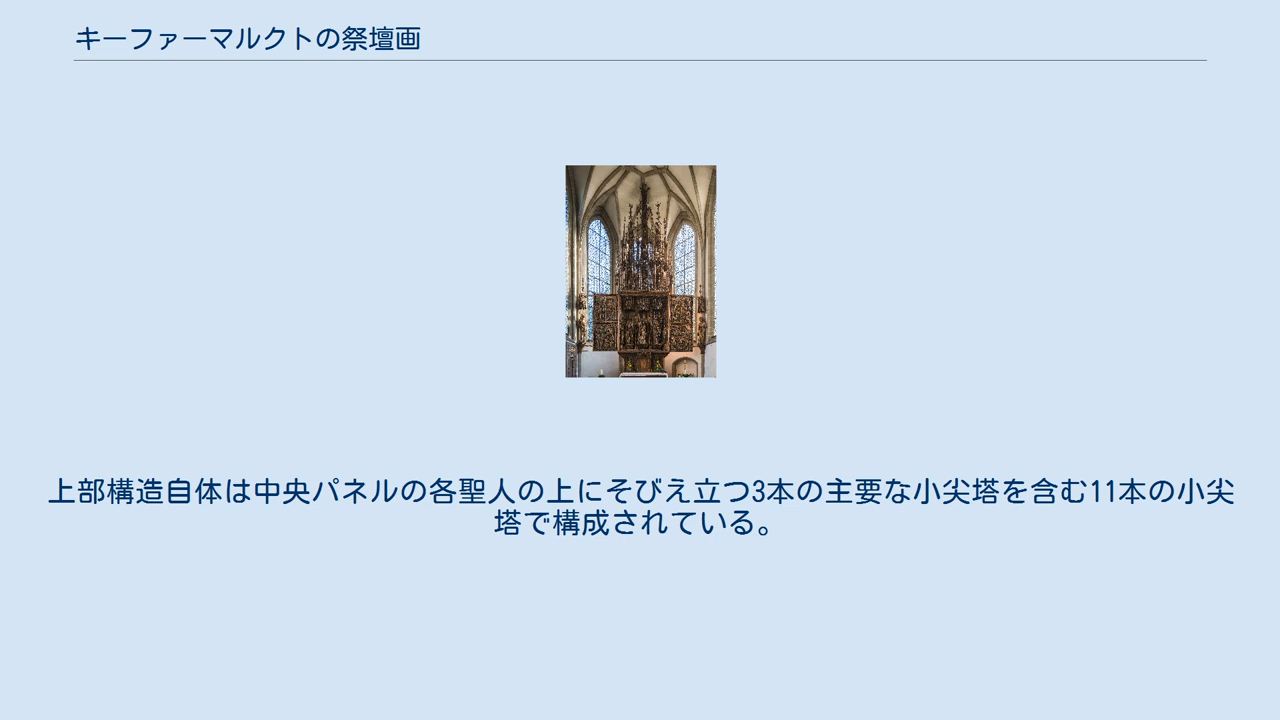 キーファーマルクトの祭壇画
上部構造自体は中央パネルの各聖人の上にそびえ立つ3本の主要な小尖塔を含む11本の小尖
塔で構成されている。